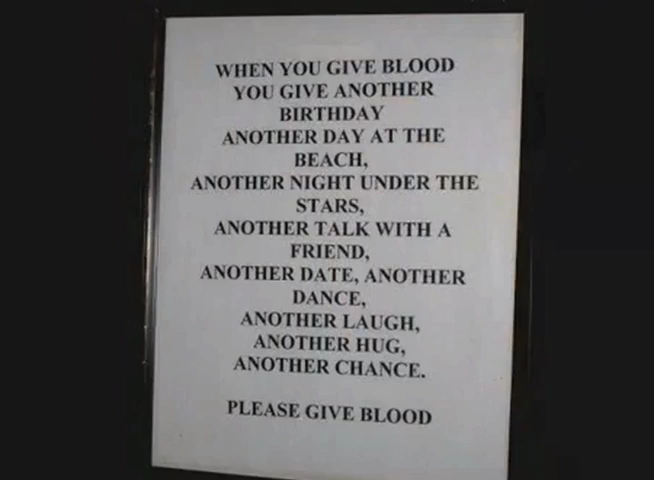 WHEN YOU GIVE BLOOD
YOU GIVE ANOTHER
BIRTHDAY
ANOTHER DAY AT THE
BEACH,
ANOTHER NIGHT UNDER THE
STARS,
ANOTHER TALK WITH A
FRIEND,
ANOTHER DATE, ANOTHER
DANCE,
ANOTHER LAUGH,
ANOTHER HUG,
ANOTHER CHANCE.
PLEASE GIVE BLOOD